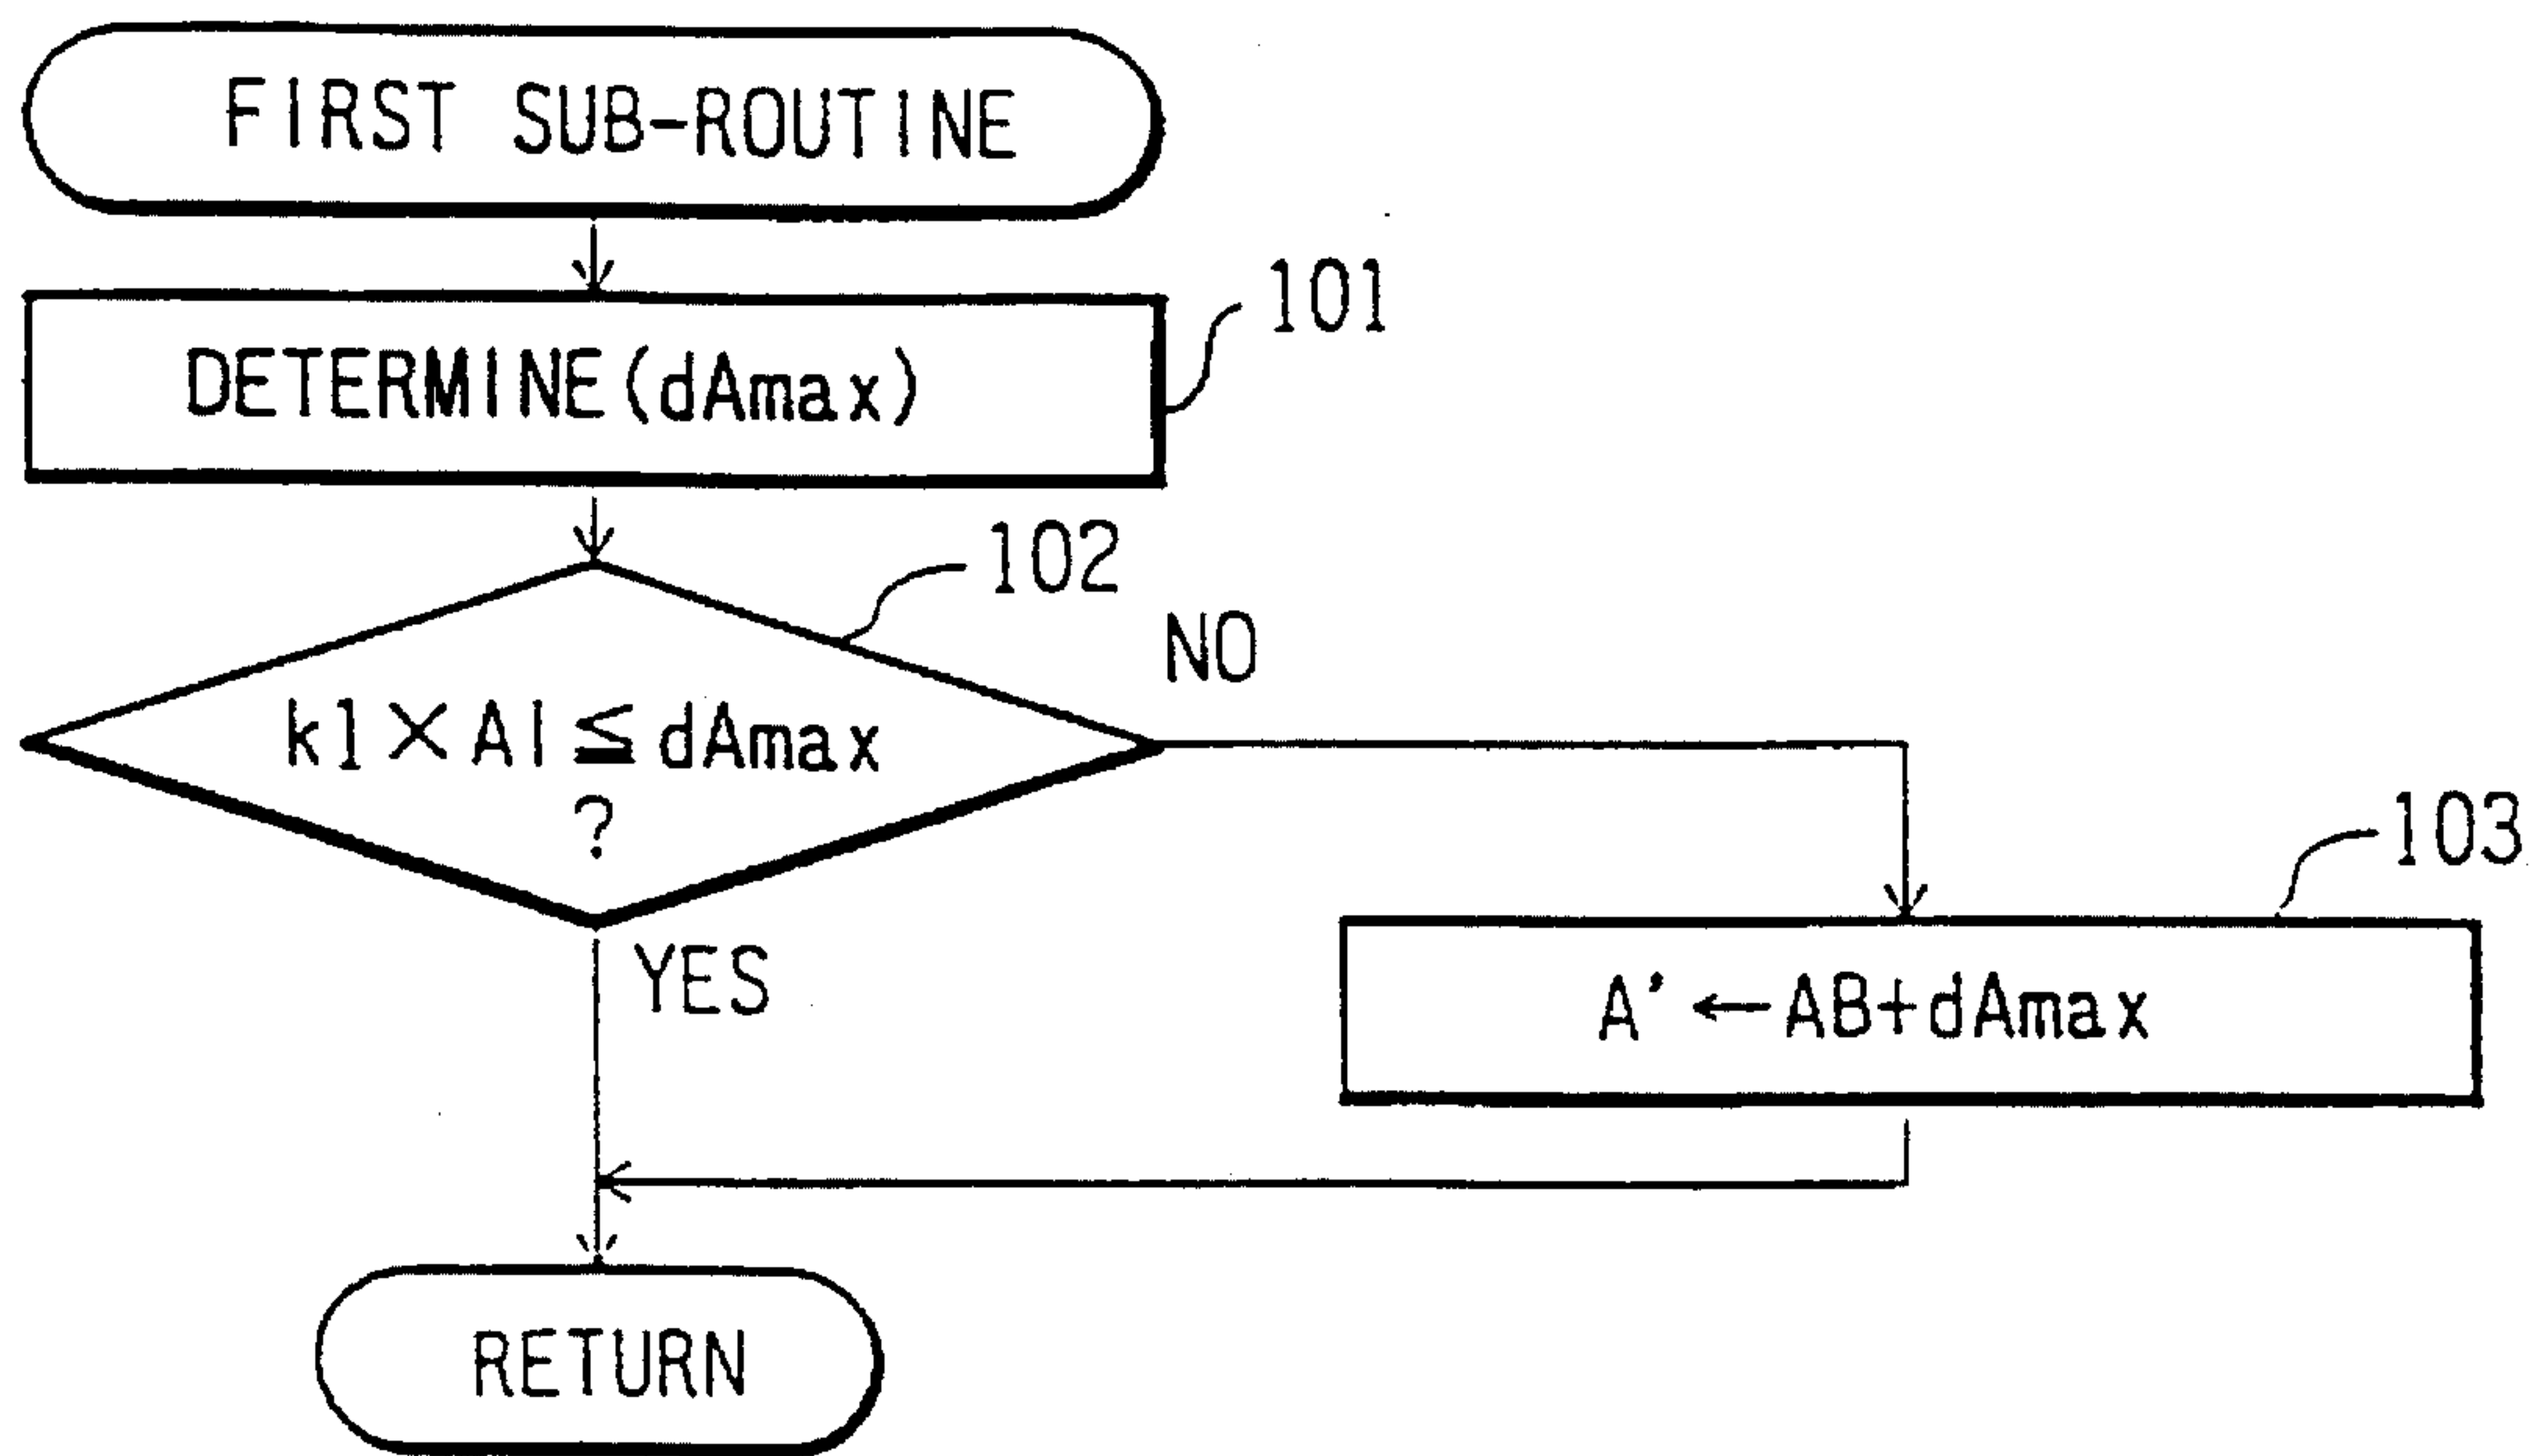 FIRST SUB-ROUTINE
101
DETERMINE(dAmax)
102
NO
k1×AI≦dAmax
?
103
YES
A'←AB+dAmax
RETURN